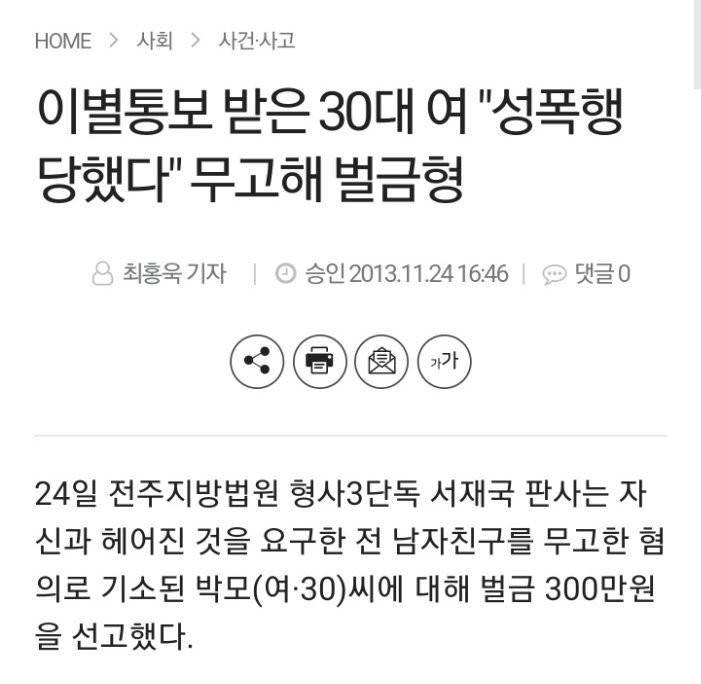 HOME > 사회 > 사건·사고
이별통보 받은 30대 여 "성폭행
당했다" 무고해 벌금형
최홍욱 기자 | 승인 2013.11.24 16:46 | 댓글 0
가가
24일 전주지방법원 형사3단독 서재국 판사는 자
신과 헤어진 것을 요구한 전 남자친구를 무고한 혐
의로 기소된 박모(여·30)씨에 대해 벌금 300만원
을 선고했다.